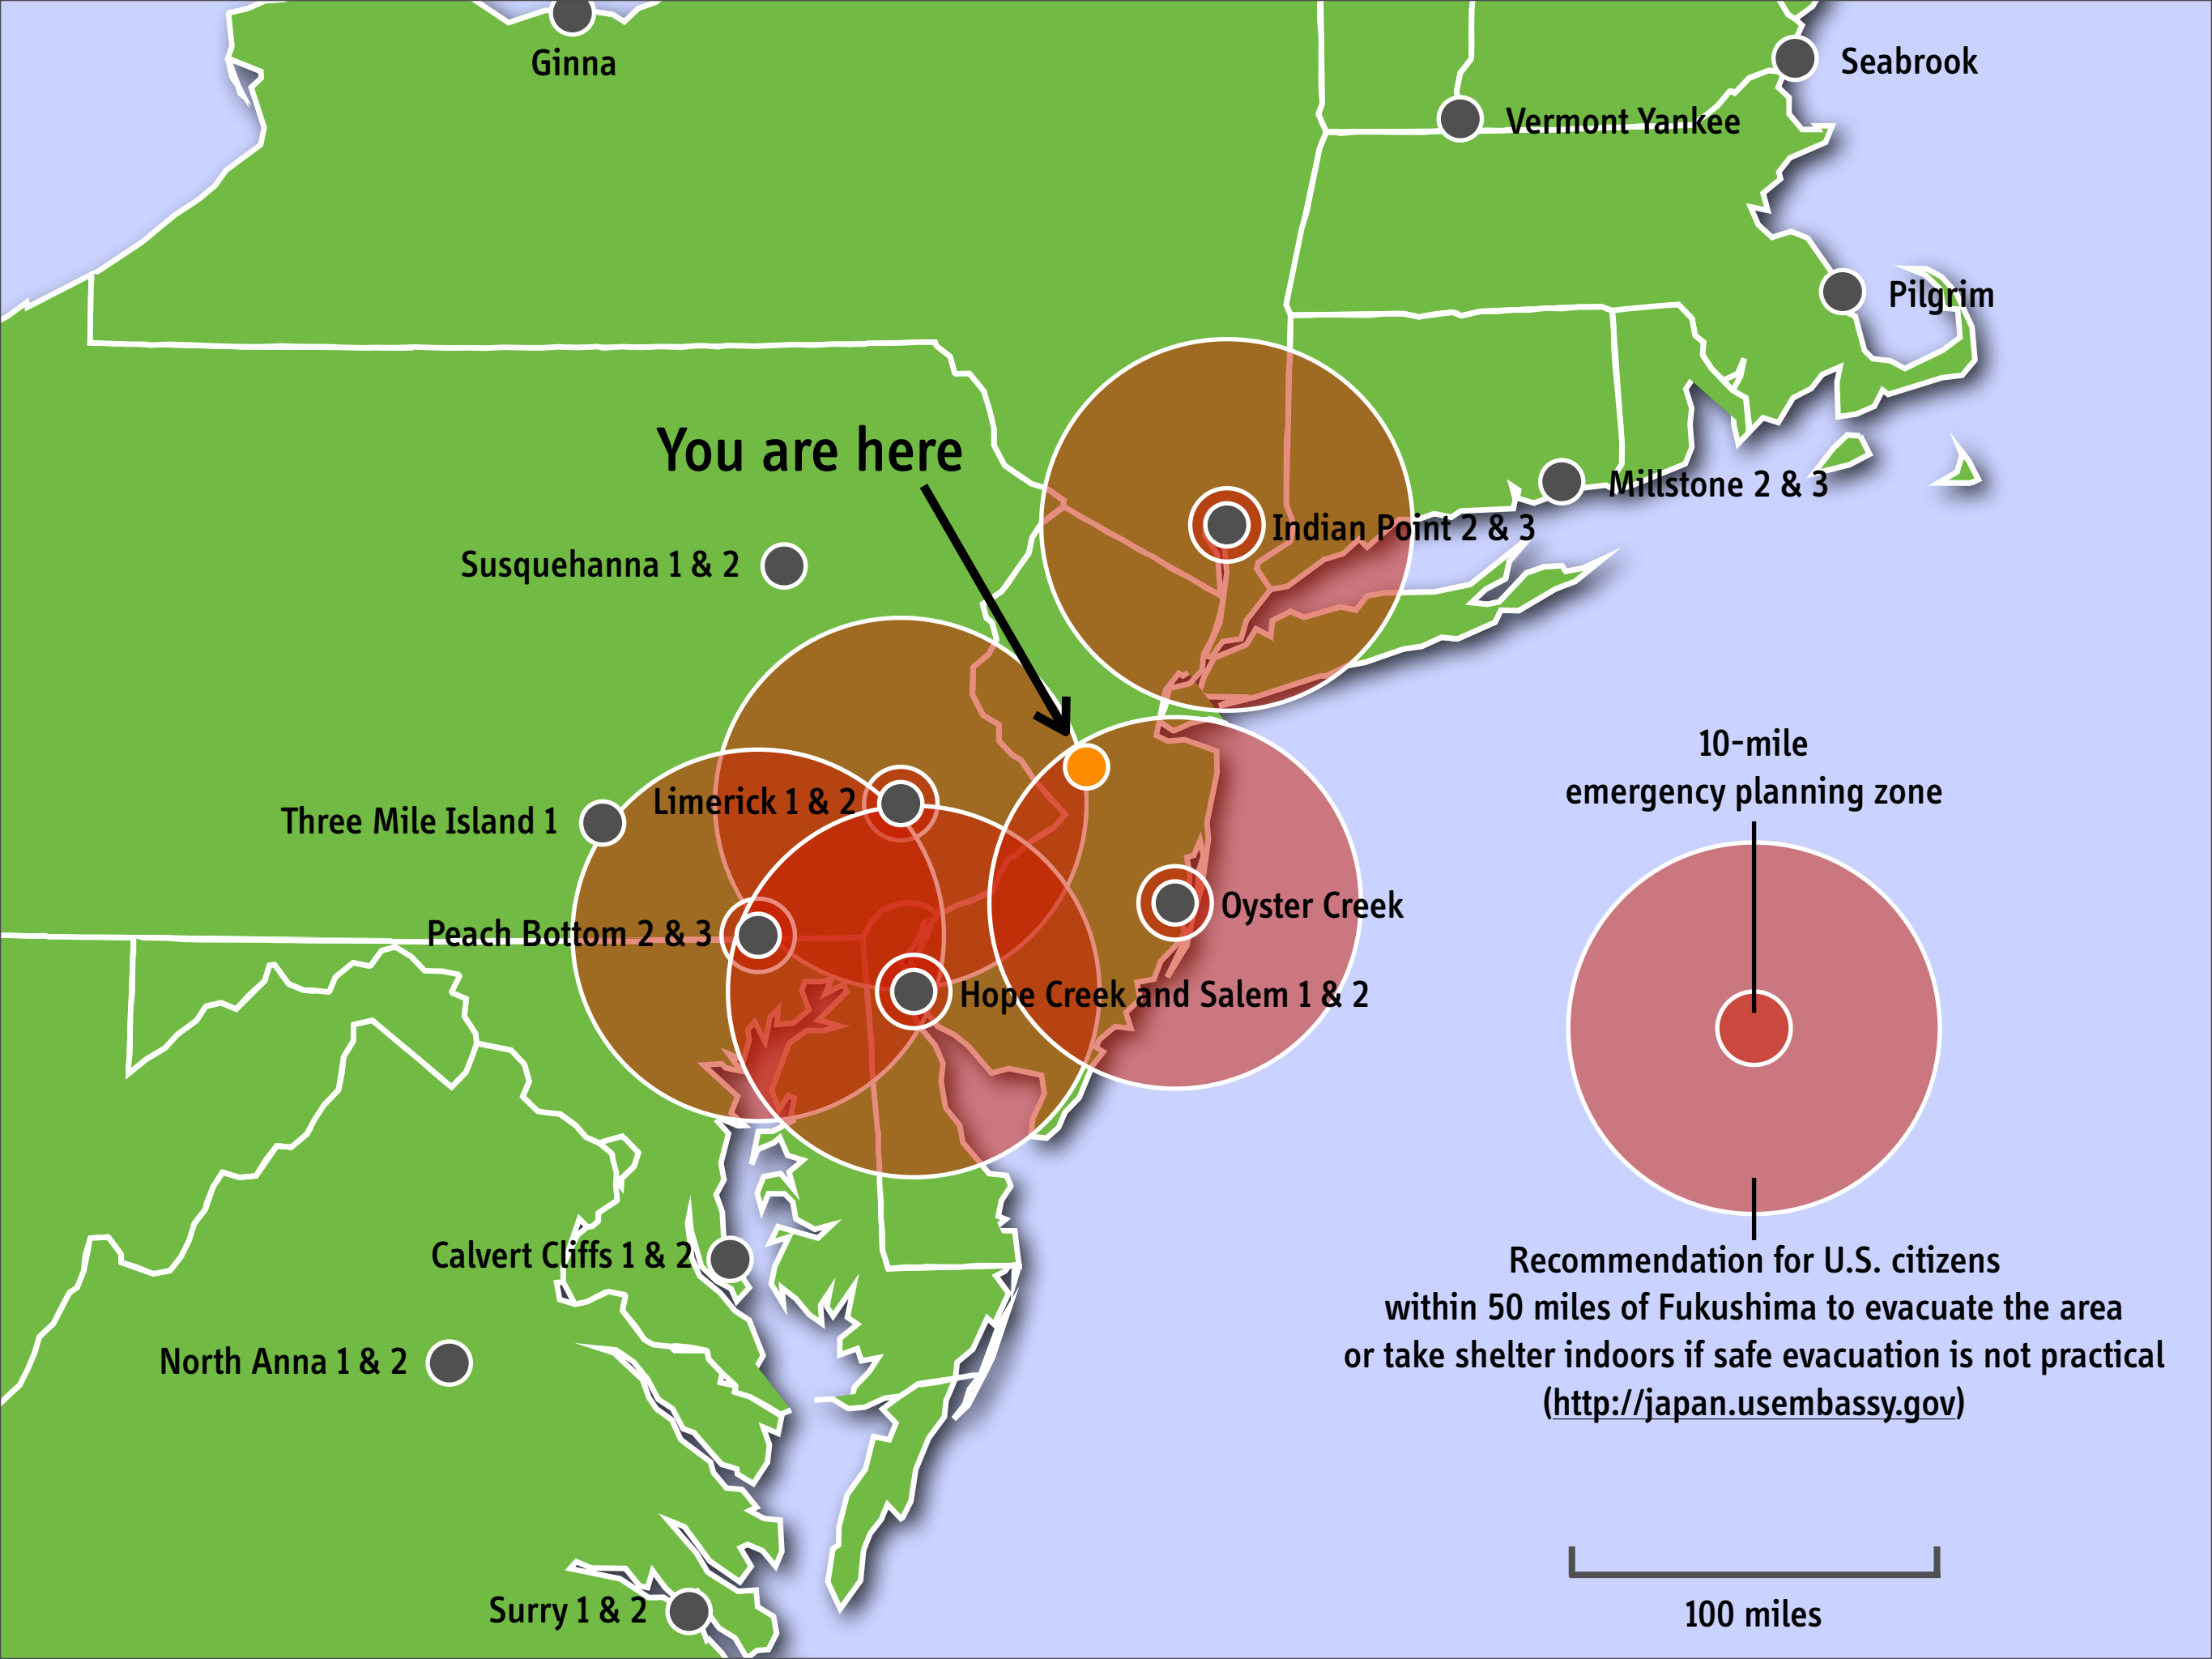 Ginna
Seabrook
Vermont Yankee
Pilgrim
You are here
Millstone 2 & 3
Indian Point 2 & 3
Susquehanna 1 & 2
10-mile
emergency planning zone
Limerick 1 & 2
Three Mile Island 1
Oyster Creek
Peach Bottom 2 & 3
Hope Creek and Salem 1 & 2
Calvert Cliffs 1 & 2
Recommendation for U.S. citizens
within 50 miles of Fukushima to evacuate the area
or take shelter indoors if safe evacuation is not practical
(http://japan.usembassy.gov)
North Anna 1 & 2
Surry 1 & 2
100 miles